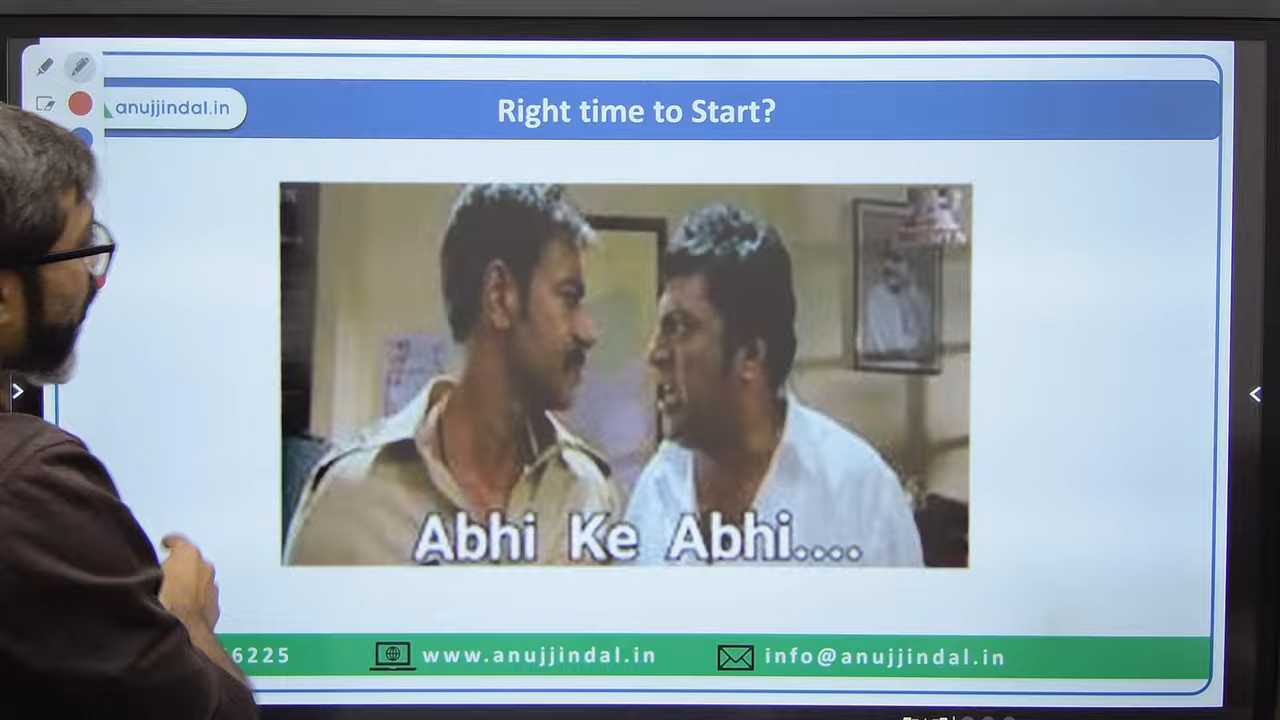 anujjindal.in
Right time to Start?
Abhi Ke Abhi....
6225
www.anujjindal.in
info@anujjindal.in